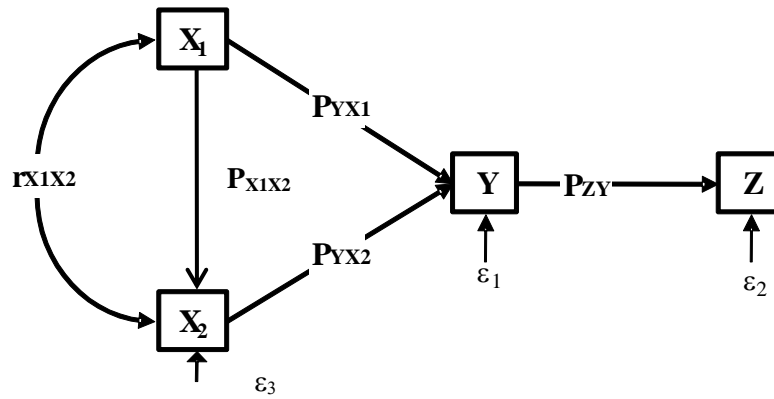 X₁
PYX1
rX1X2
PX1X2
Y
PZY
Z
PYX2
ε₁
ε₂
X₂
ε₃